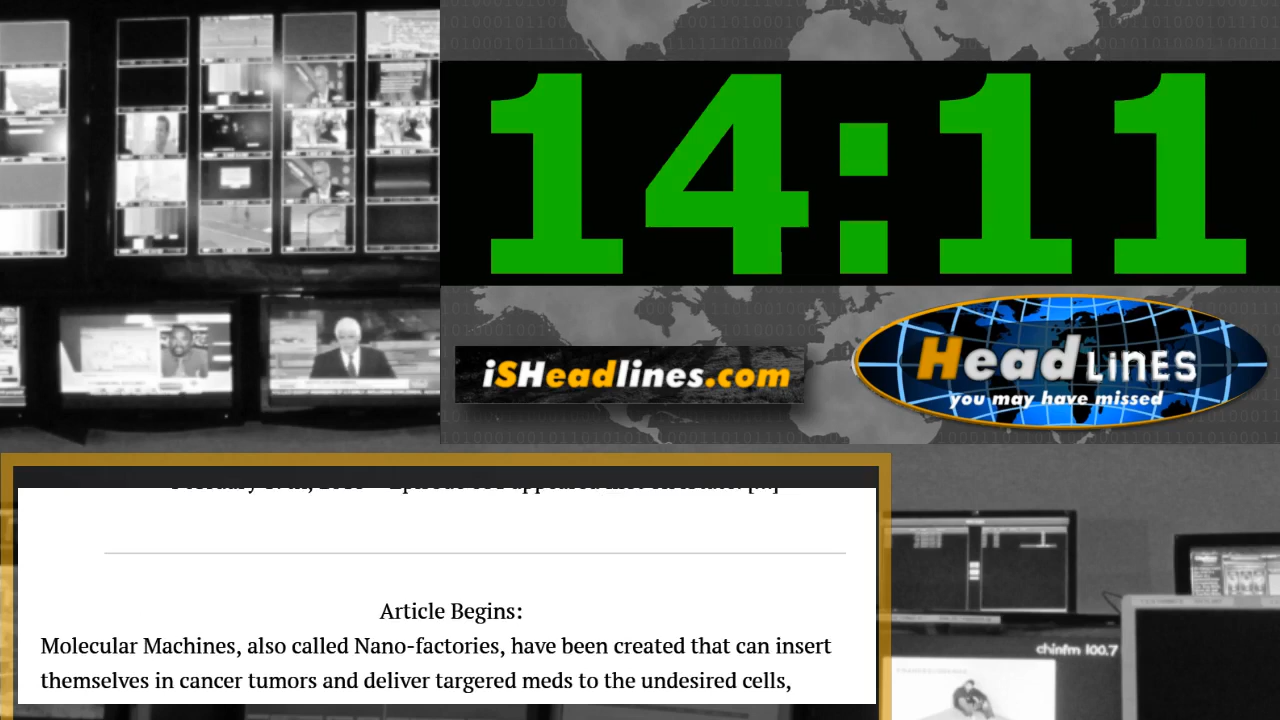 14:11
iSHeadlines.com
Headlines
you may have missed
Article Begins:
Molecular Machines, also called Nano-factories, have been created that can insert
themselves in cancer tumors and deliver targered meds to the undesired cells,
chinfm 100.7